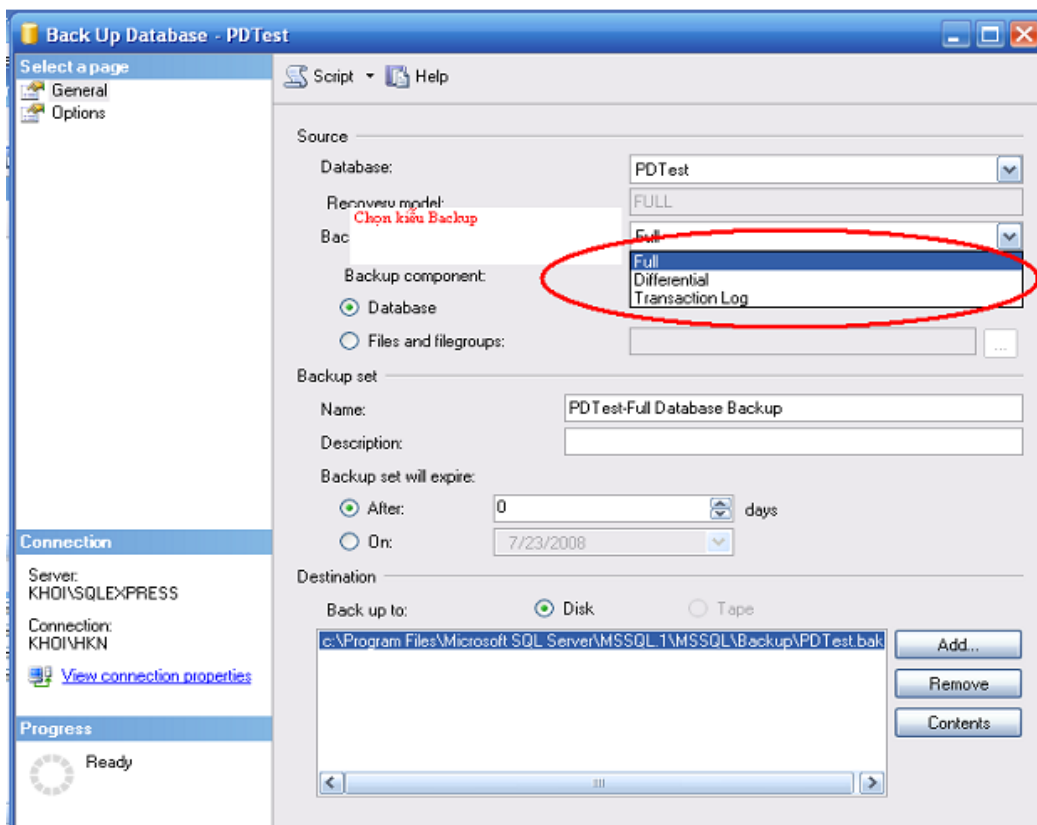 Back Up Database - PDTest
Select a page
General
Options
Script Help
Source
Database: PDTest
Recovery model: FULL
Chọn kiểu Backup
Bac Full
Full
Differential
Transaction Log
Backup component:
Database
Files and filegroups: ...
Backup set
Name: PDTest-Full Database Backup
Description:
Backup set will expire:
After: 0 days
On: 7/23/2008
Connection
Server:
KHOI\SQLEXPRESS
Connection:
KHOI\HKN
View connection properties
Progress
Ready
Destination
Back up to: Disk Tape
c:\Program Files\Microsoft SQL Server\MSSQL.1\MSSQL\Backup\PDTest.bak
Add...
Remove
Contents